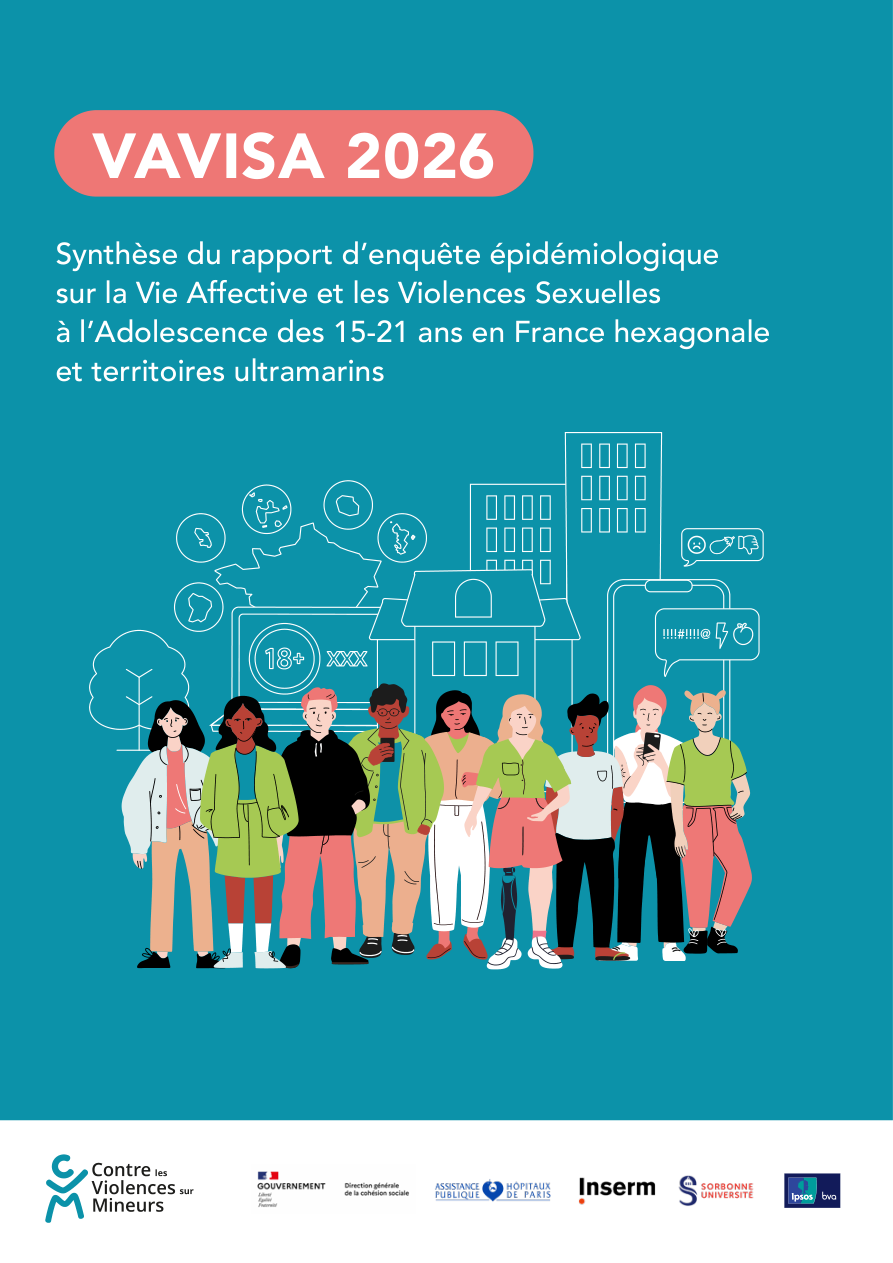 VAVISA 2026
Synthèse du rapport d’enquête épidémiologique
sur la Vie Affective et les Violences Sexuelles
à l’Adolescence des 15-21 ans en France hexagonale
et territoires ultramarins
18+
XXX
!!!!#!!!!@
Contre les
Violences sur
Mineurs
GOUVERNEMENT
Liberté
Égalité
Fraternité
Direction générale
de la cohésion sociale
ASSISTANCE
PUBLIQUE
HÔPITAUX
DE PARIS
Inserm
SORBONNE
UNIVERSITÉ
Ipsos
bva